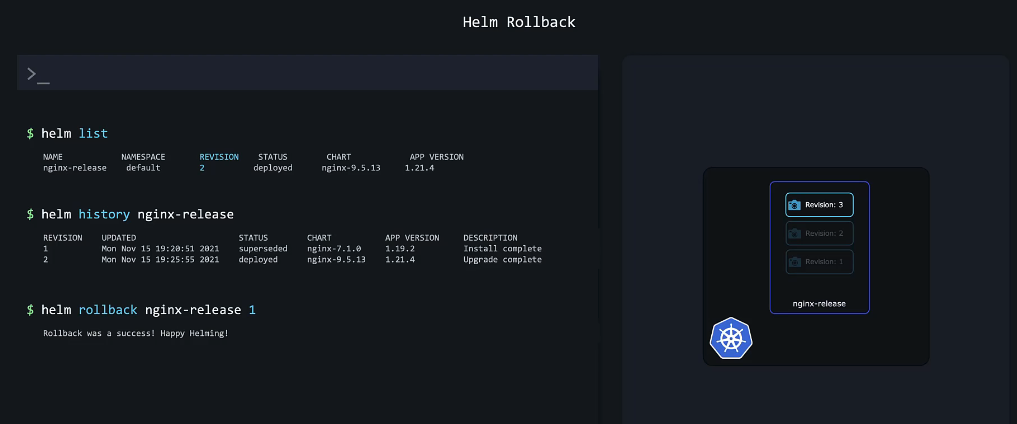 Helm Rollback
>_
$ helm list
NAME NAMESPACE REVISION STATUS CHART APP VERSION
nginx-release default 2 deployed nginx-9.5.13 1.21.4
$ helm history nginx-release
REVISION UPDATED STATUS CHART APP VERSION DESCRIPTION
1 Mon Nov 15 19:20:51 2021 superseded nginx-7.1.0 1.19.2 Install complete
2 Mon Nov 15 19:25:55 2021 deployed nginx-9.5.13 1.21.4 Upgrade complete
$ helm rollback nginx-release 1
Rollback was a success! Happy Helming!
Revision: 3
Revision: 2
Revision: 1
nginx-release